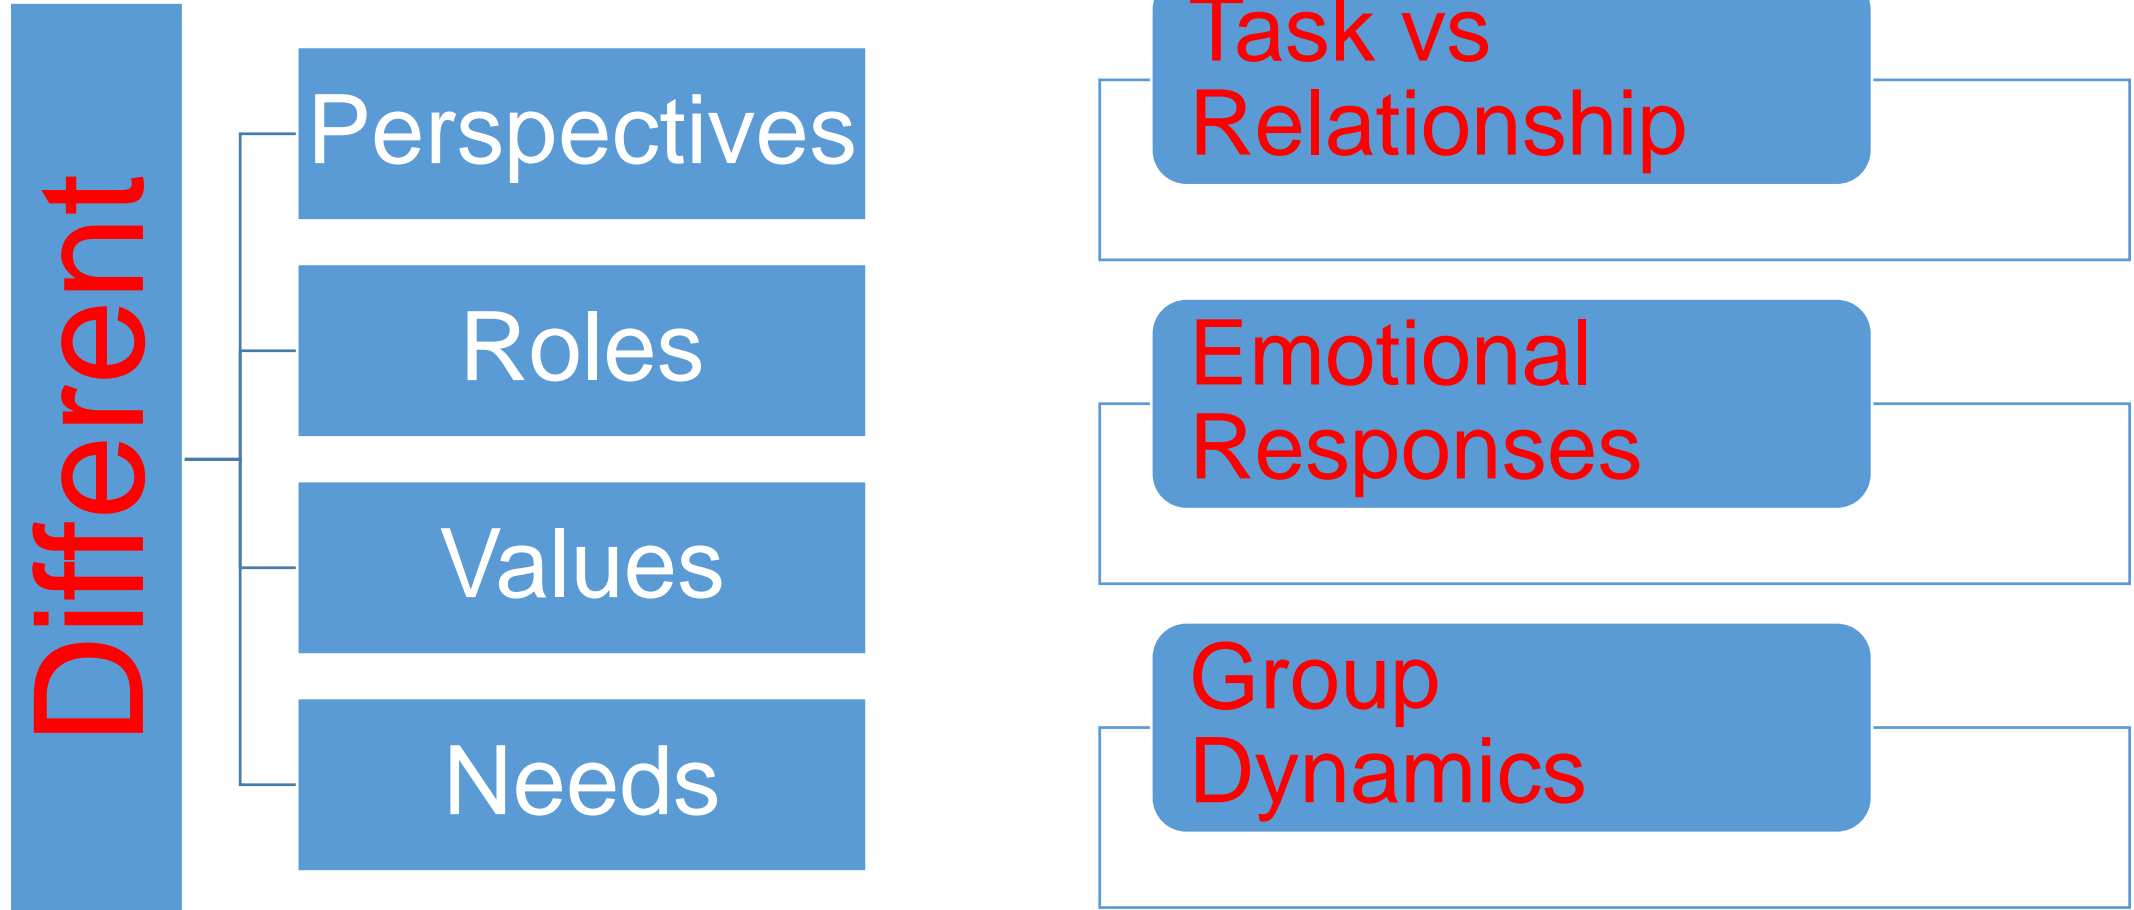 Different
Perspectives
Roles
Values
Needs
Task vs
Relationship
Emotional
Responses
Group
Dynamics